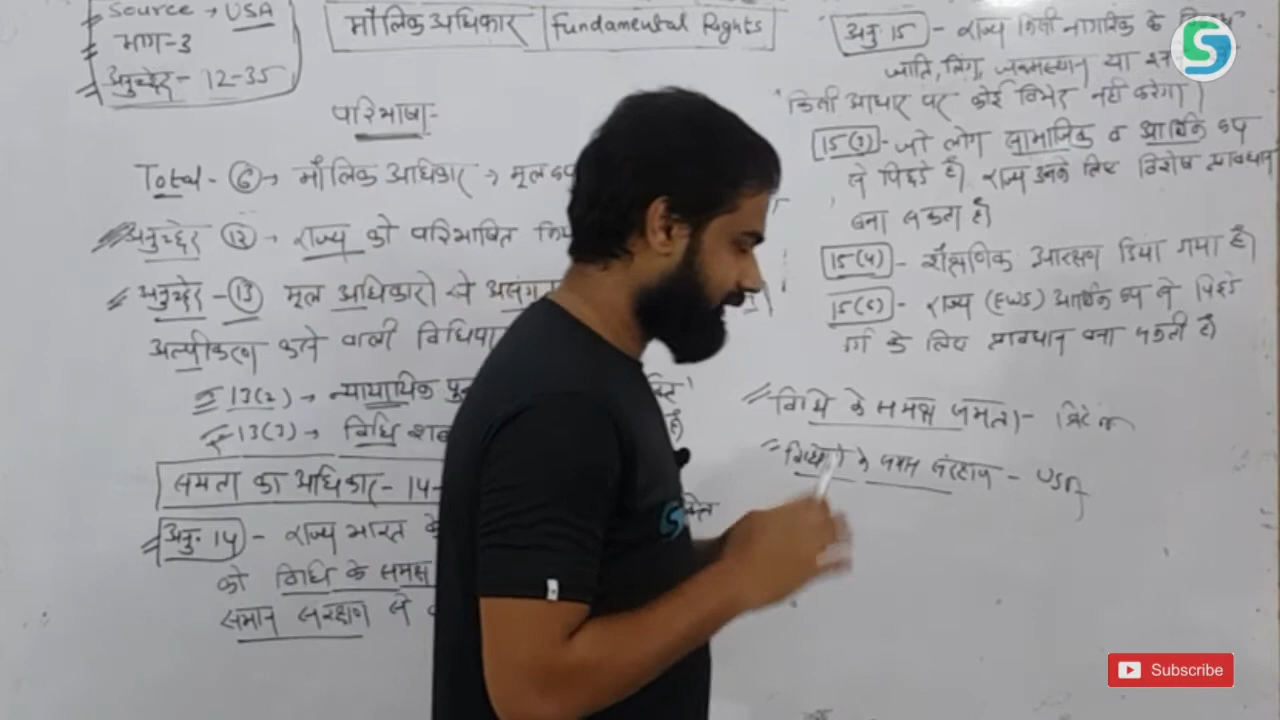 Source → USA
भाग-3
अनुच्छेद- 12-35
मौलिक अधिकार Fundamental Rights
परिभाषा-
Total - 6 → मौलिक अधिकार → मूल
अनुच्छेद 12 → राज्य को परिभाषित
अनुच्छेद - 13 मूल अधिकारो से
अल्पीकरण करने वाली
13(2) → न्यायायिक
13(3) → विधि
समता का अधिकार - 14-
अनु. 14 - राज्य भारत
को विधि के समक्ष
समान संरक्षण से
अनु 15 - राज्य किसी नागरिक के
जाति, लिंग, जन्मस्थान या
किसी आधार पर कोई विभेद नही करेगा।
15(3) - जो लोग सामाजिक व आर्थिक रूप
से पिछडे है। राज्य उनके लिए विशेष प्रावधान
बना सकता है।
15(4) - शैक्षणिक आरक्षण दिया गया है।
15(6) - राज्य (EWS) आर्थिक रूप से पिछडे
के लिए प्रावधान बना सकती है
विधि के समक्ष समता - ब्रिटेन
के समान संरक्षण - USA
S
Subscribe